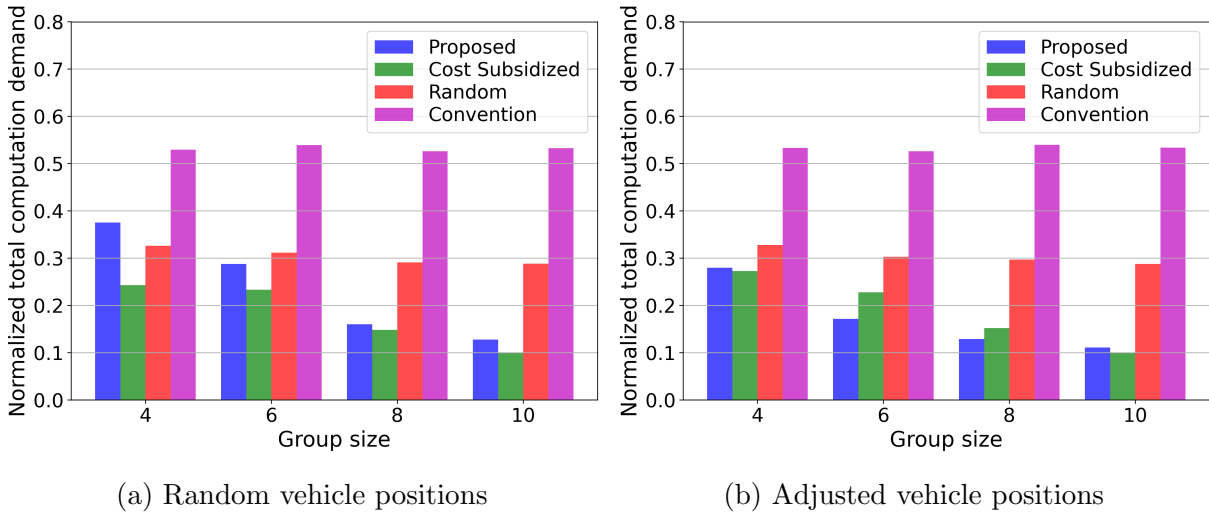 Normalized total computation demand
0.8
0.7
0.6
0.5
0.4
0.3
0.2
0.1
0.0
Proposed
Cost Subsidized
Random
Convention
4 6 8 10
Group size
(a) Random vehicle positions
Normalized total computation demand
0.8
0.7
0.6
0.5
0.4
0.3
0.2
0.1
0.0
Proposed
Cost Subsidized
Random
Convention
4 6 8 10
Group size
(b) Adjusted vehicle positions